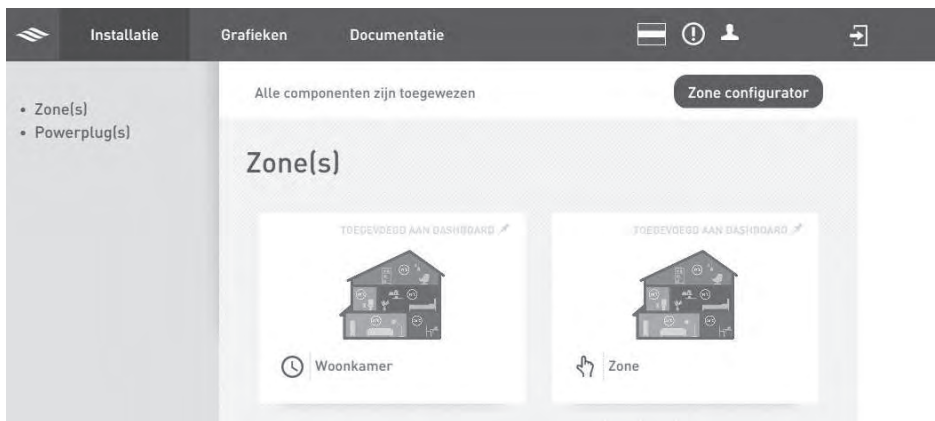 Installatie Grafieken Documentatie
Alle componenten zijn toegewezen Zone configurator
• Zone(s)
• Powerplug(s)
Zone(s)
TOEGEVOEGD AAN DASHBOARD TOEGEVOEGD AAN DASHBOARD
Woonkamer Zone